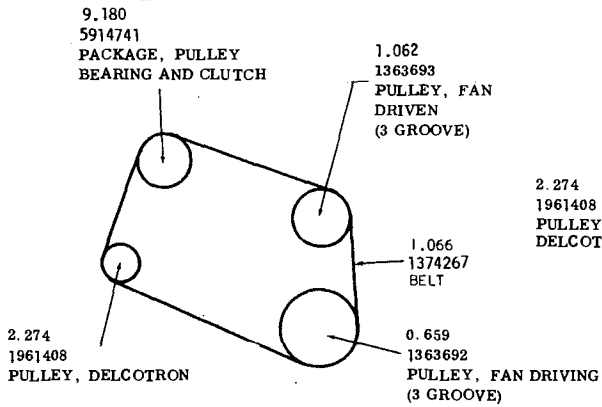 9.180
5914741
PACKAGE, PULLEY
BEARING AND CLUTCH
1.062
1363693
PULLEY, FAN
DRIVEN
(3 GROOVE)
2.274
1961408
PULLEY
DELCOT
1.066
1374267
BELT
2.274
1961408
PULLEY, DELCOTRON
0.659
1363692
PULLEY, FAN DRIVING
(3 GROOVE)